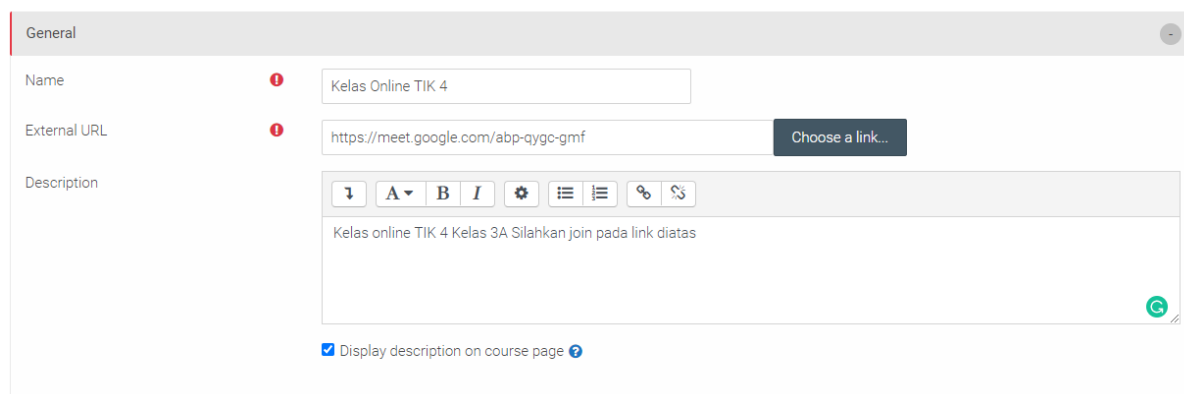 General
Name
Kelas Online TIK 4
External URL
https://meet.google.com/abp-qygc-gmf Choose a link...
Description
A B I
Kelas online TIK 4 Kelas 3A Silahkan join pada link diatas
Display description on course page